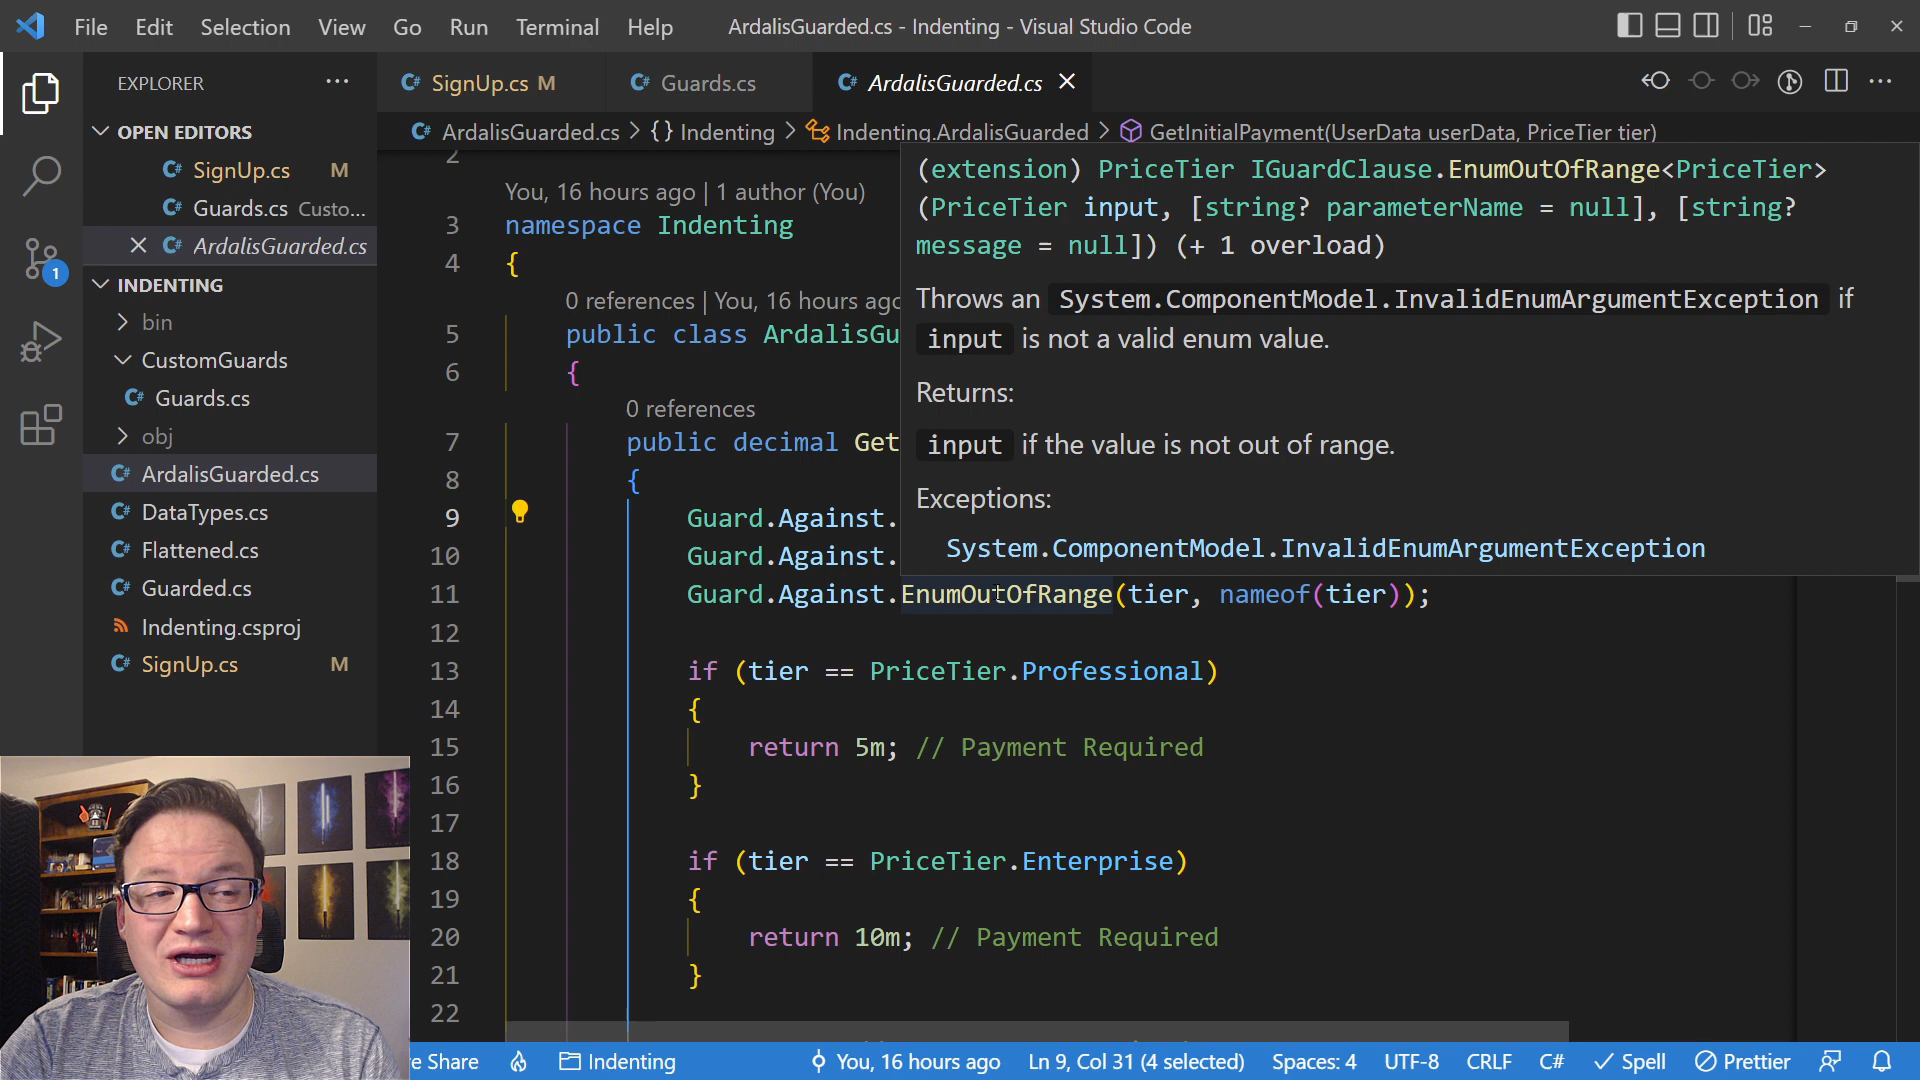 File Edit Selection View Go Run Terminal Help ArdalisGuarded.cs - Indenting - Visual Studio Code
EXPLORER ···
C# SignUp.cs M C# Guards.cs C# ArdalisGuarded.cs
OPEN EDITORS
C# SignUp.cs M
C# Guards.cs Custo...
C# ArdalisGuarded.cs
INDENTING
bin
CustomGuards
C# Guards.cs
obj
C# ArdalisGuarded.cs
C# DataTypes.cs
C# Flattened.cs
C# Guarded.cs
Indenting.csproj
C# SignUp.cs M
1
C# ArdalisGuarded.cs > {} Indenting > Indenting.ArdalisGuarded > GetInitialPayment(UserData userData, PriceTier tier)
2
You, 16 hours ago | 1 author (You)
3 namespace Indenting
4 {
0 references | You, 16 hours ago
5 public class ArdalisGu
6 {
0 references
7 public decimal Get
8 {
9 Guard.Against.
10 Guard.Against.
11 Guard.Against.EnumOutOfRange(tier, nameof(tier));
12
13 if (tier == PriceTier.Professional)
14 {
15 return 5m; // Payment Required
16 }
17
18 if (tier == PriceTier.Enterprise)
19 {
20 return 10m; // Payment Required
21 }
22
(extension) PriceTier IGuardClause.EnumOutOfRange<PriceTier>
(PriceTier input, [string? parameterName = null], [string?
message = null]) (+ 1 overload)
Throws an System.ComponentModel.InvalidEnumArgumentException if
input is not a valid enum value.
Returns:
input if the value is not out of range.
Exceptions:
System.ComponentModel.InvalidEnumArgumentException
e Share Indenting You, 16 hours ago Ln 9, Col 31 (4 selected) Spaces: 4 UTF-8 CRLF C# Spell Prettier